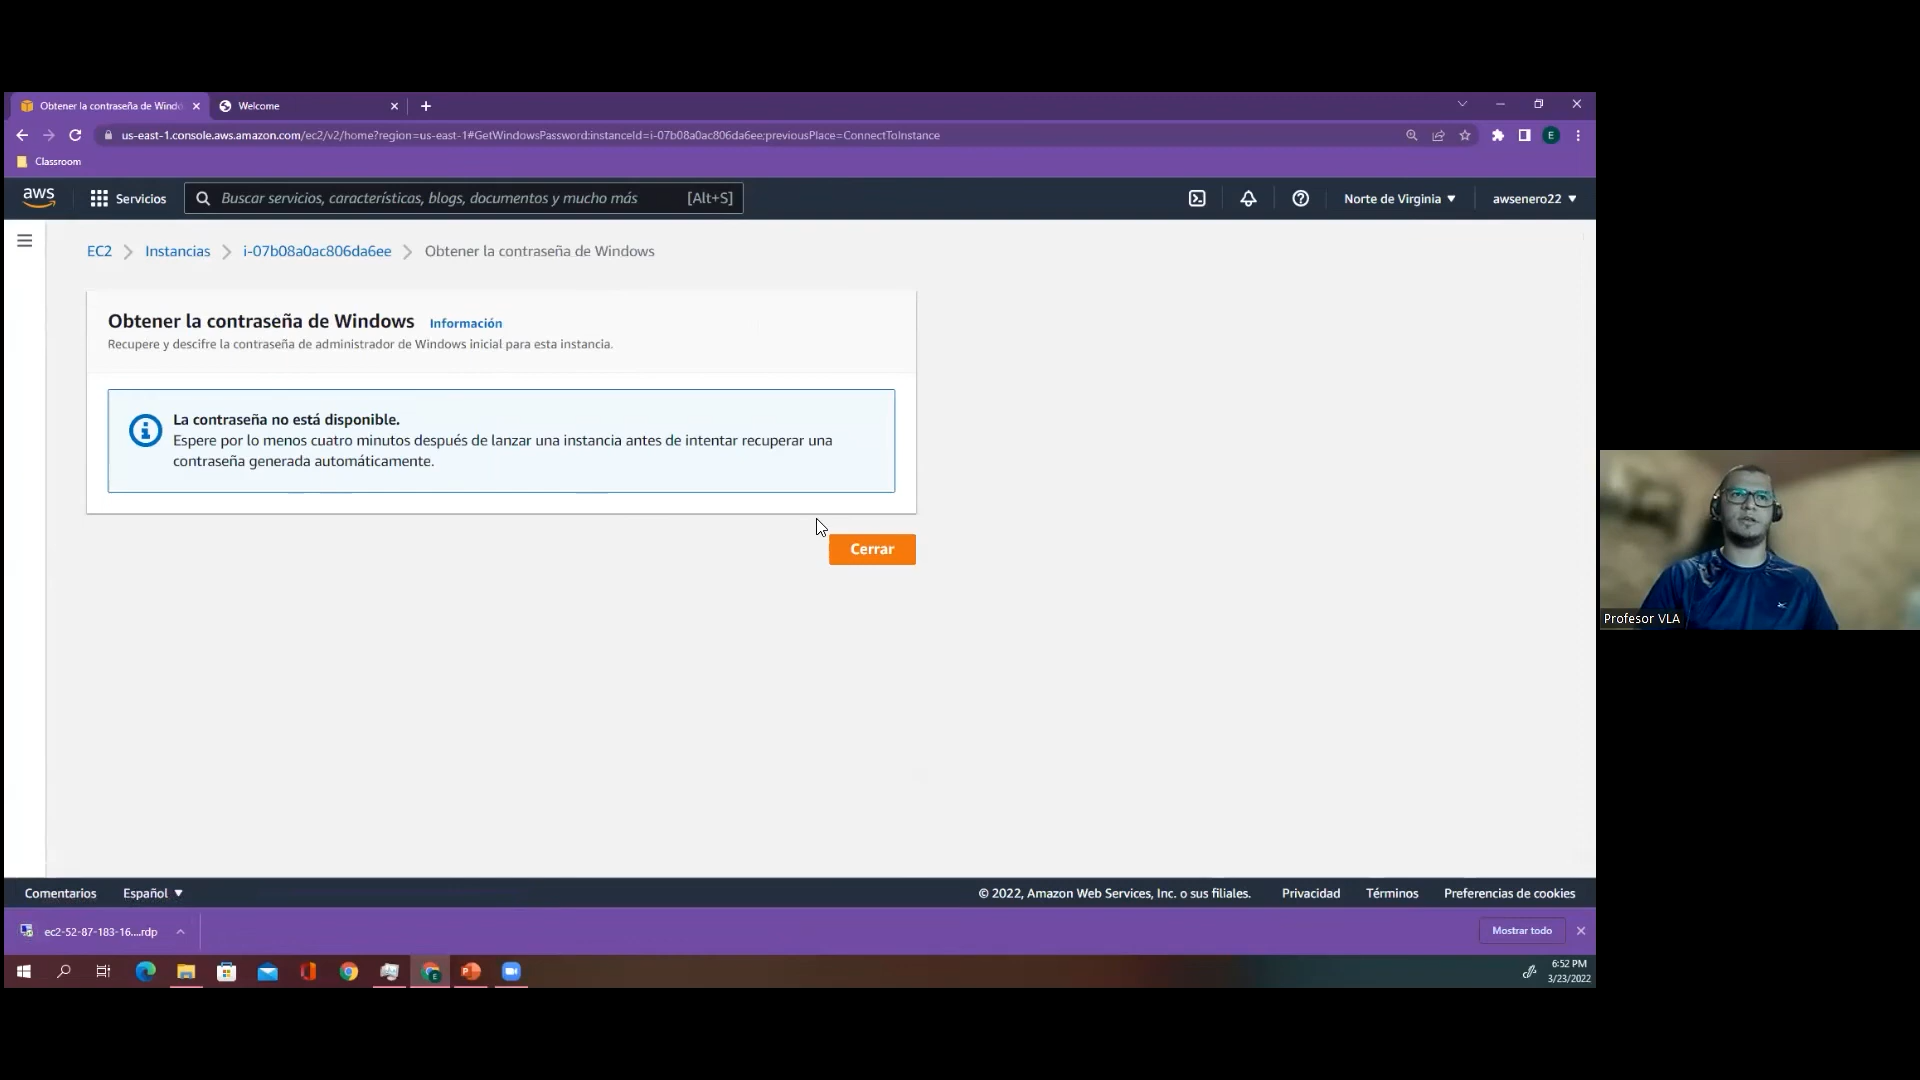 Obtener la contraseña de Wind
Welcome
us-east-1.console.aws.amazon.com/ec2/v2/home?region=us-east-1#GetWindowsPassword:instanceId=i-07b08a0ac806da6ee;previousPlace=ConnectToInstance
E
Classroom
aws
Servicios
Buscar servicios, características, blogs, documentos y mucho más
[Alt+S]
Norte de Virginia
awsenero22
EC2
Instancias
i-07b08a0ac806da6ee
Obtener la contraseña de Windows
Obtener la contraseña de Windows
Información
Recupere y descifre la contraseña de administrador de Windows inicial para esta instancia.
La contraseña no está disponible.
Espere por lo menos cuatro minutos después de lanzar una instancia antes de intentar recuperar una
contraseña generada automáticamente.
Cerrar
Profesor VLA
Comentarios
Español
© 2022, Amazon Web Services, Inc. o sus filiales.
Privacidad
Términos
Preferencias de cookies
ec2-52-87-183-16....rdp
Mostrar todo
6:52 PM
3/23/2022